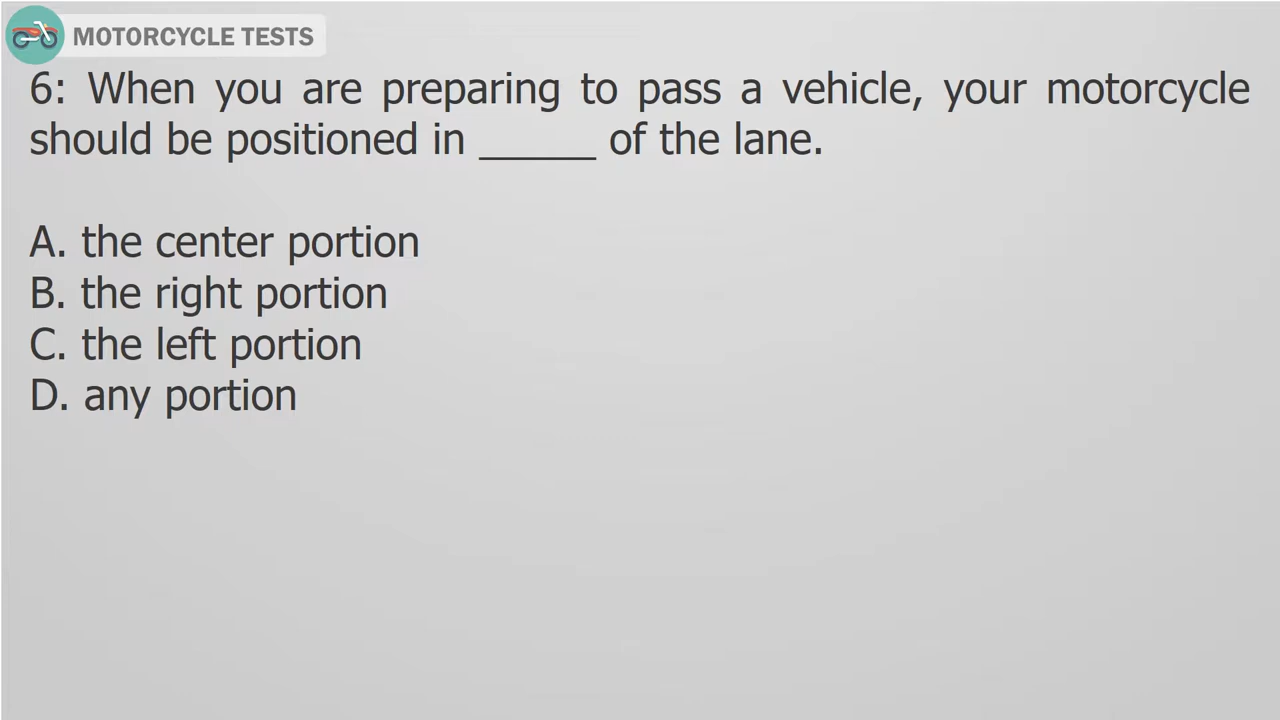 MOTORCYCLE TESTS
6: When you are preparing to pass a vehicle, your motorcycle
should be positioned in _____ of the lane.
A. the center portion
B. the right portion
C. the left portion
D. any portion